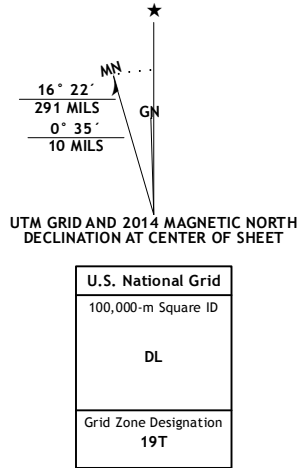 ★
MN
GN
16° 22´
291 MILS
0° 35´
10 MILS
UTM GRID AND 2014 MAGNETIC NORTH
DECLINATION AT CENTER OF SHEET
U.S. National Grid
100,000-m Square ID
DL
Grid Zone Designation
19T